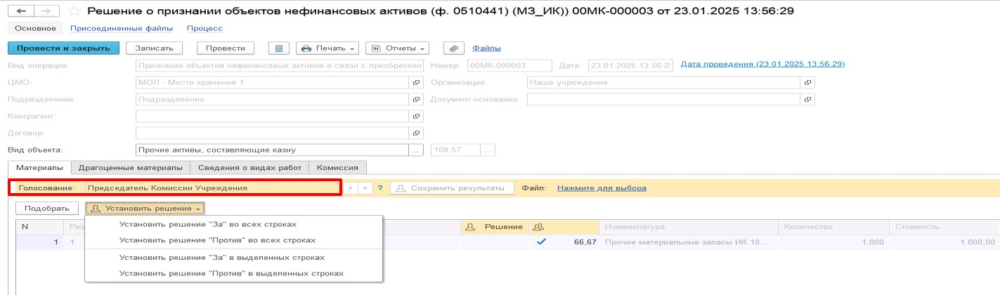 Решение о признании объектов нефинансовых активов (ф. 0510441) (МЗ_ИК)) 00МК-000003 от 23.01.2025 13:56:29
Основное Присоединенные файлы Процесс
Провести и закрыть Записать Провести Печать Отчеты Файлы
Вид операции: Признание объектов нефинансовых активов в связи с приобретени Номер: 00МК-000003 Дата: 23.01.2025 13:56:29 Дата проведения (23.01.2025 13:56:29)
ЦМО: МОЛ - Место хранения 1 Организация: Наше учреждение
Подразделение: Подразделение Документ-основание:
Контрагент:
Договор:
Вид объекта: Прочие активы, составляющие казну ... 108.57 ...
Материалы Драгоценные материалы Сведения о видах работ Комиссия
Голосование: Председатель Комиссии Учреждения × ? Сохранить результаты Файл: Нажмите для выбора
Подобрать Установить решение
Установить решение "За" во всех строках
Установить решение "Против" во всех строках
Установить решение "За" в выделенных строках
Установить решение "Против" в выделенных строках
N Рез Решение Номенклатура Количество Стоимость
1 1 66,67 Прочие материальные запасы ИК 10... 1,000 1 000,00